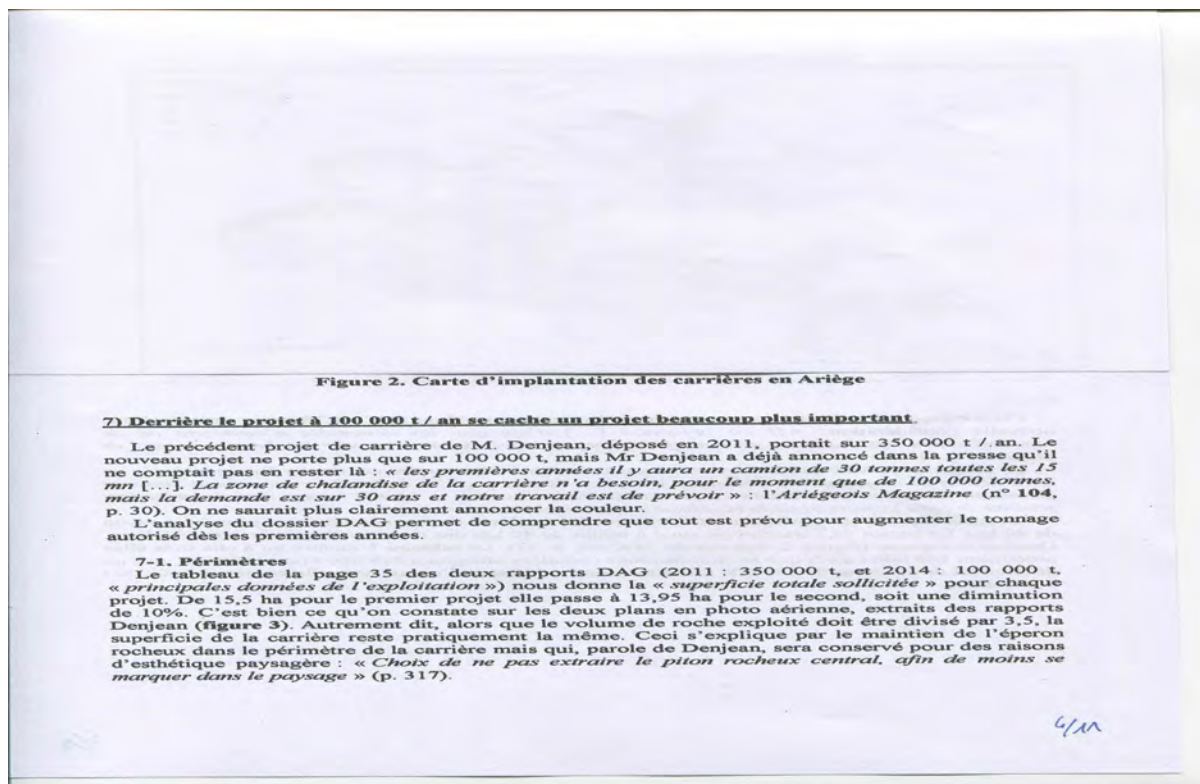 Figure 2. Carte d'implantation des carrières en Ariège
7) Derrière le projet à 100 000 t / an se cache un projet beaucoup plus important
Le précédent projet de carrière de M. Denjean, déposé en 2011, portait sur 350 000 t /.an. Le
nouveau projet ne porte plus que sur 100 000 t, mais Mr Denjean a déjà annoncé dans la presse qu'il
ne comptait pas en rester là : « les premières années il y aura un camion de 30 tonnes toutes les 15
mn [...]. La zone de chalandise de la carrière n'a besoin, pour le moment que de 100 000 tonnes,
mais la demande est sur 30 ans et notre travail est de prévoir » : l'Ariégeois Magazine (n° 104,
p. 30). On ne saurait plus clairement annoncer la couleur.
L'analyse du dossier DAG permet de comprendre que tout est prévu pour augmenter le tonnage
autorisé dès les premières années.
7-1. Périmètres
Le tableau de la page 35 des deux rapports DAG (2011 : 350 000 t, et 2014 : 100 000 t,
« principales données de l'exploitation ») nous donne la « superficie totale sollicitée » pour chaque
projet. De 15,5 ha pour le premier projet elle passe à 13,95 ha pour le second, soit une diminution
de 10%. C'est bien ce qu'on constate sur les deux plans en photo aérienne, extraits des rapports
Denjean (figure 3). Autrement dit, alors que le volume de roche exploité doit être divisé par 3,5, la
superficie de la carrière reste pratiquement la même. Ceci s'explique par le maintien de l'éperon
rocheux dans le périmètre de la carrière mais qui, parole de Denjean, sera conservé pour des raisons
d'esthétique paysagère : « Choix de ne pas extraire le piton rocheux central, afin de moins se
marquer dans le paysage » (p. 317).